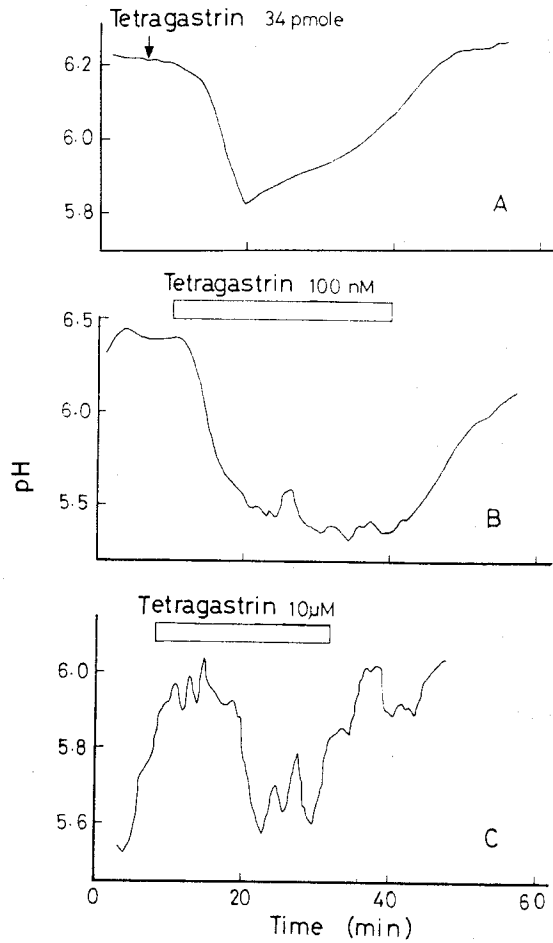 Tetragastrin 34 pmole
6.2
6.0
5.8
A
Tetragastrin 100 nM
6.5
6.0
5.5
B
pH
Tetragastrin 10μM
6.0
5.8
5.6
C
0 20 40 60
Time (min)